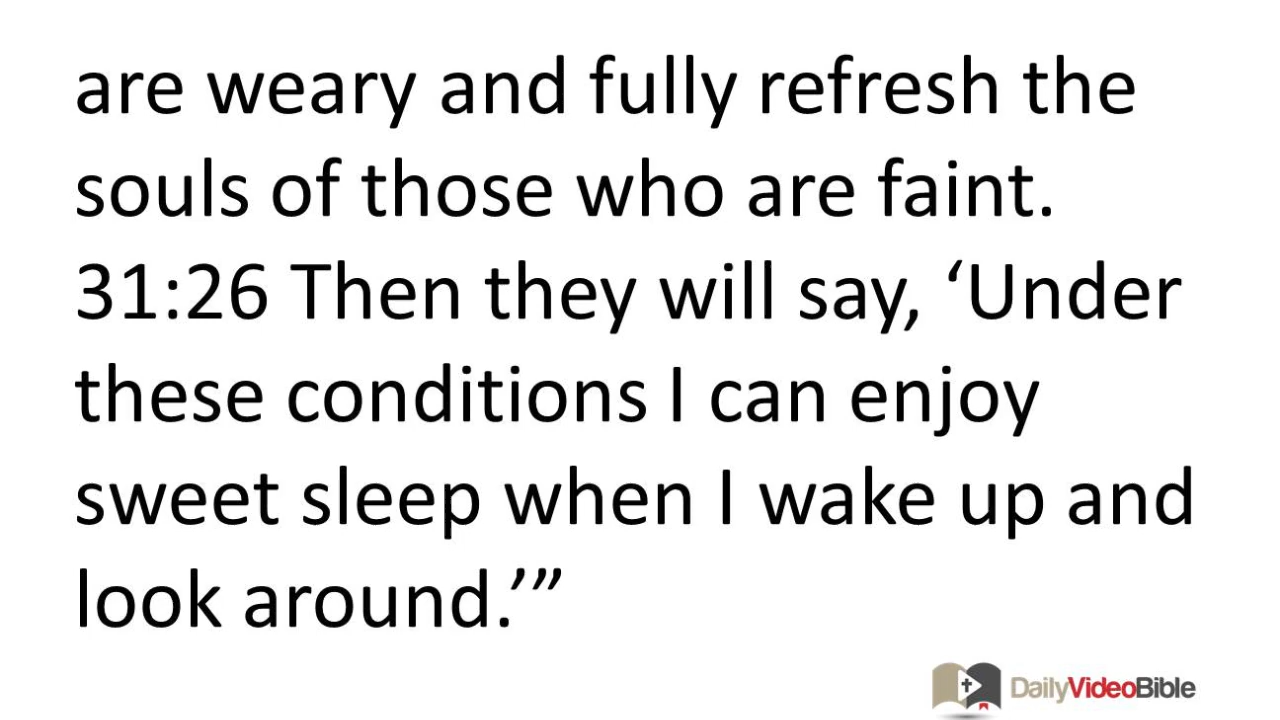 are weary and fully refresh the
souls of those who are faint.
31:26 Then they will say, ‘Under
these conditions I can enjoy
sweet sleep when I wake up and
look around.’”
DailyVideoBible